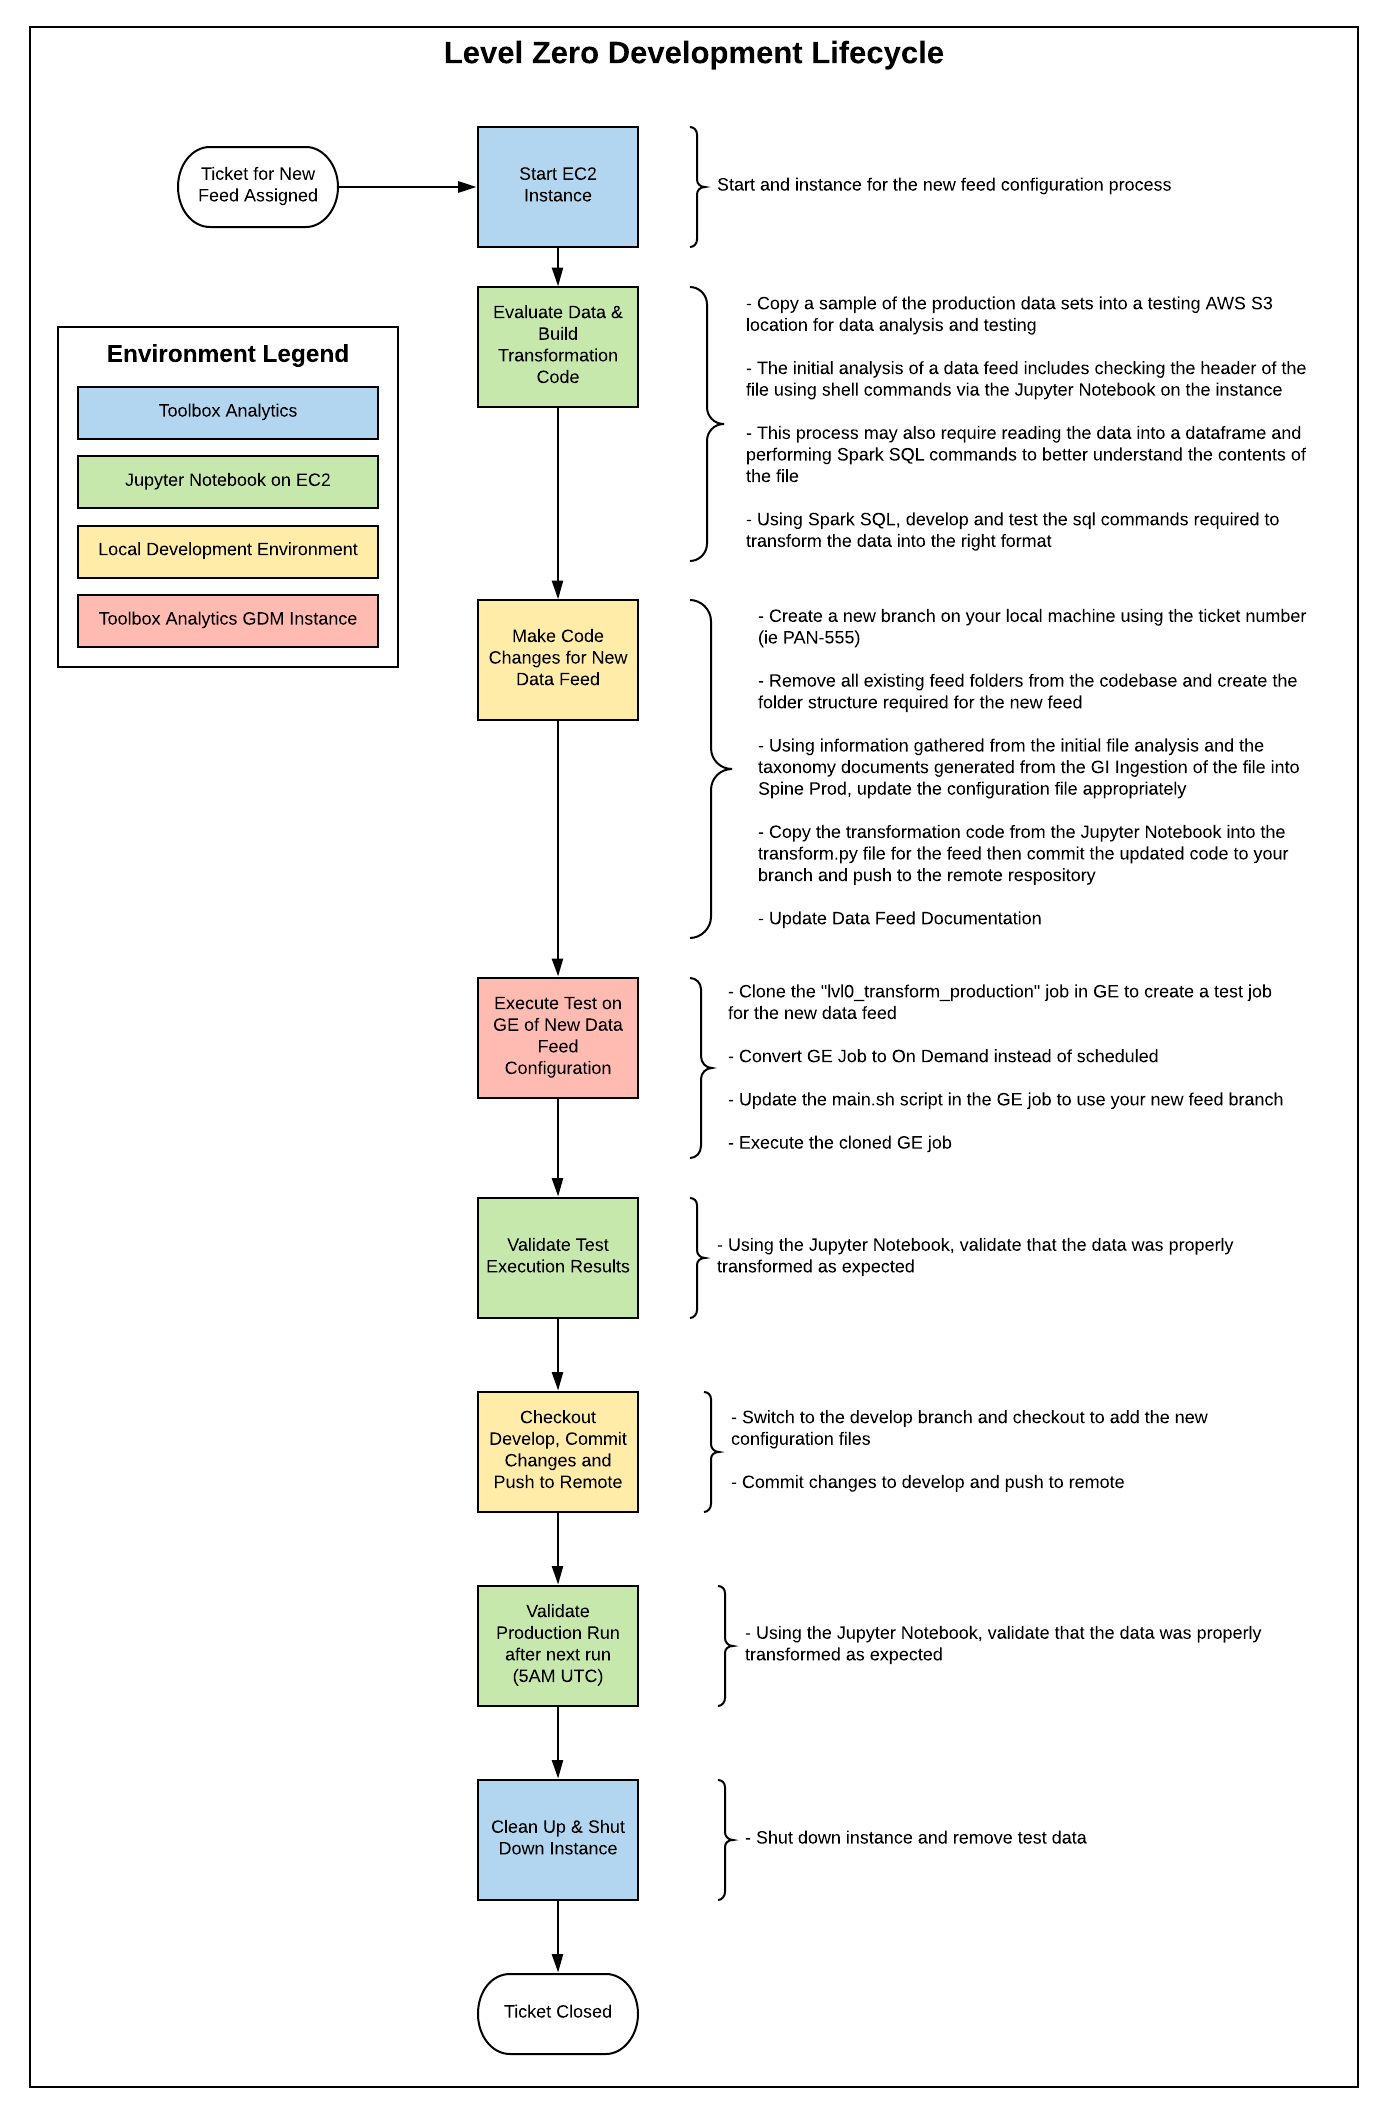 Level Zero Development Lifecycle
Ticket for New
Feed Assigned
Start EC2
Instance
Start and instance for the new feed configuration process
Environment Legend
Toolbox Analytics
Jupyter Notebook on EC2
Local Development Environment
Toolbox Analytics GDM Instance
Evaluate Data &
Build
Transformation
Code
- Copy a sample of the production data sets into a testing AWS S3
location for data analysis and testing
- The initial analysis of a data feed includes checking the header of the
file using shell commands via the Jupyter Notebook on the instance
- This process may also require reading the data into a dataframe and
performing Spark SQL commands to better understand the contents of
the file
- Using Spark SQL, develop and test the sql commands required to
transform the data into the right format
Make Code
Changes for New
Data Feed
- Create a new branch on your local machine using the ticket number
(ie PAN-555)
- Remove all existing feed folders from the codebase and create the
folder structure required for the new feed
- Using information gathered from the initial file analysis and the
taxonomy documents generated from the GI Ingestion of the file into
Spine Prod, update the configuration file appropriately
- Copy the transformation code from the Jupyter Notebook into the
transform.py file for the feed then commit the updated code to your
branch and push to the remote respository
- Update Data Feed Documentation
Execute Test on
GE of New Data
Feed
Configuration
- Clone the "lvl0_transform_production" job in GE to create a test job
for the new data feed
- Convert GE Job to On Demand instead of scheduled
- Update the main.sh script in the GE job to use your new feed branch
- Execute the cloned GE job
Validate Test
Execution Results
- Using the Jupyter Notebook, validate that the data was properly
transformed as expected
Checkout
Develop, Commit
Changes and
Push to Remote
- Switch to the develop branch and checkout to add the new
configuration files
- Commit changes to develop and push to remote
Validate
Production Run
after next run
(5AM UTC)
- Using the Jupyter Notebook, validate that the data was properly
transformed as expected
Clean Up & Shut
Down Instance
- Shut down instance and remove test data
Ticket Closed